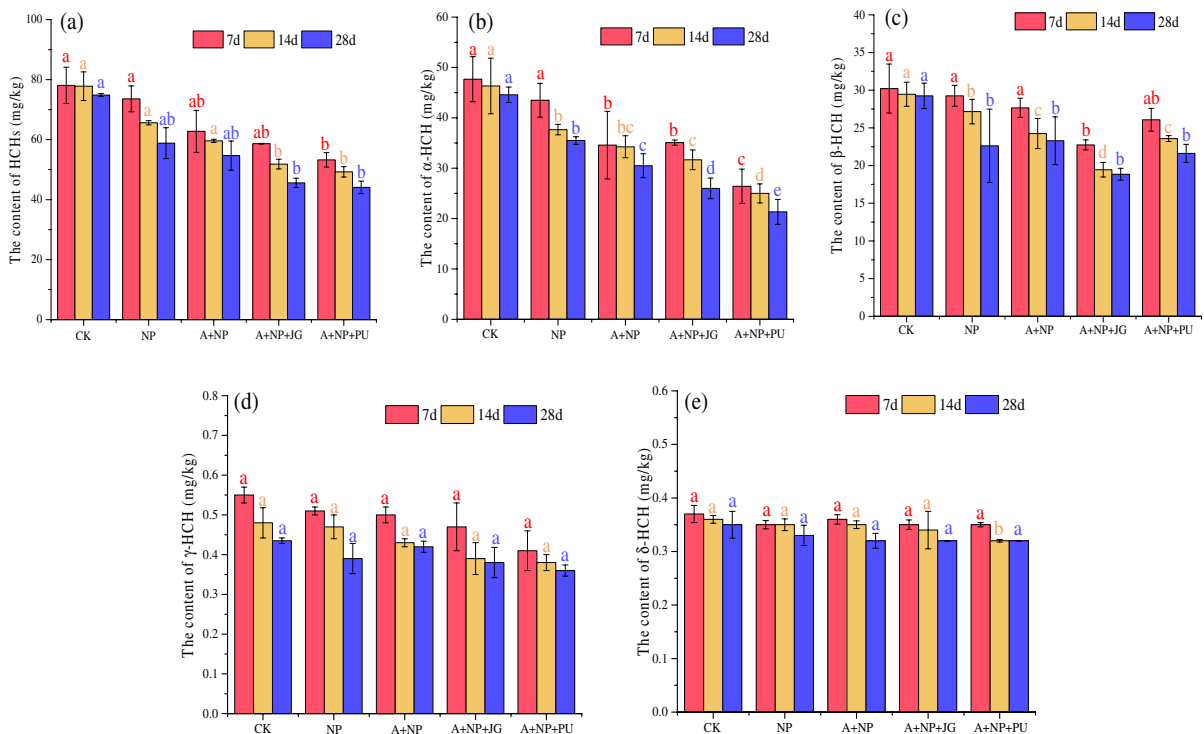 (a)
7d 14d 28d
The content of HCHs (mg/kg)
100
80
60
40
20
0
a a a
a a ab
ab a ab
ab b b
b b b
CK NP A+NP A+NP+JG A+NP+PU
(b)
7d 14d 28d
The content of α-HCH (mg/kg)
60
50
40
30
20
10
0
a a a
a b b
b bc c
b c d
c d e
CK NP A+NP A+NP+JG A+NP+PU
(c)
7d 14d 28d
The content of β-HCH (mg/kg)
40
35
30
25
20
15
10
5
0
a a a
a b b
a c b
b d b
ab c b
CK NP A+NP A+NP+JG A+NP+PU
(d)
7d 14d 28d
The content of γ-HCH (mg/kg)
0.8
0.7
0.6
0.5
0.4
0.3
0.2
0.1
0.0
a a a
a a a
a a a
a a a
a a a
CK NP A+NP A+NP+JG A+NP+PU
(e)
7d 14d 28d
The content of δ-HCH (mg/kg)
0.6
0.5
0.4
0.3
0.2
0.1
0.0
a a a
a a a
a a a
a a a
a b a
CK NP A+NP A+NP+JG A+NP+PU